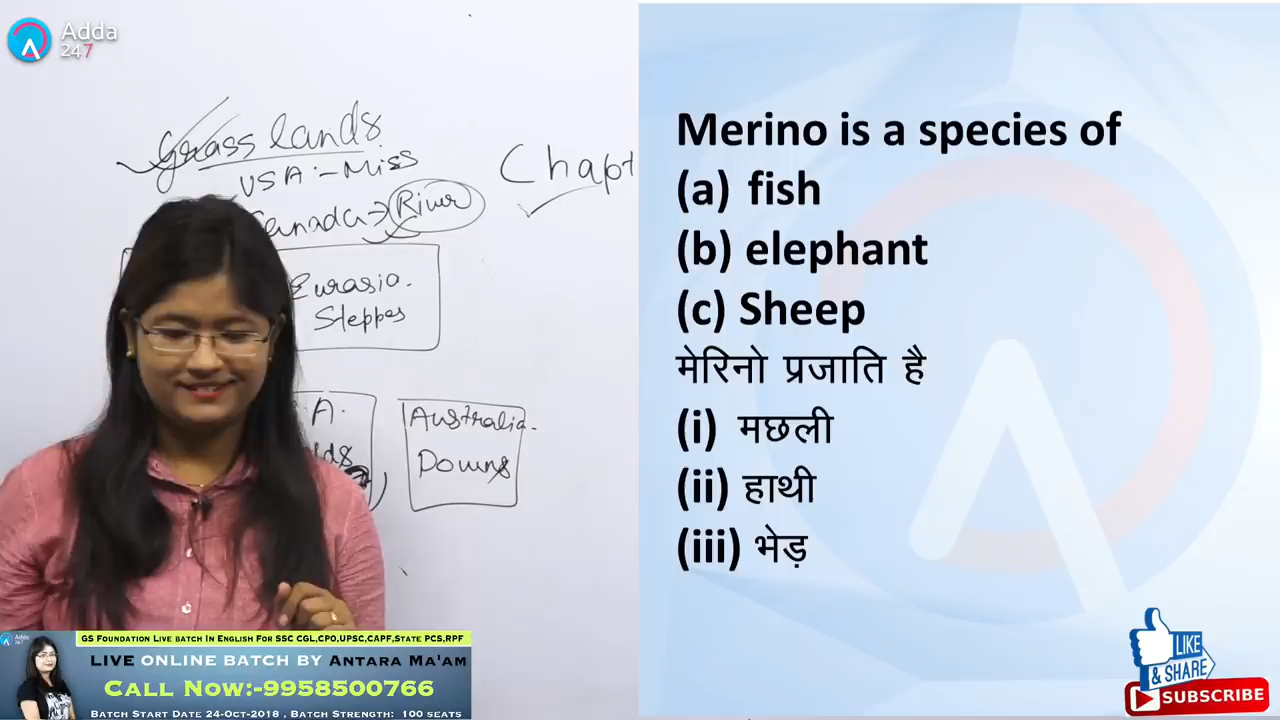 Adda
247
Grasslands
USA:-Miss
Canada→ River
Eurasia.
Steppes
A.
Australia.
Downs
Chapt
Merino is a species of
(a) fish
(b) elephant
(c) Sheep
मेरिनो प्रजाति है
(i) मछली
(ii) हाथी
(iii) भेड़
Adda
247
GS Foundation Live batch In English For SSC CGL,CPO,UPSC,CAPF,State PCS,RPF
LIVE ONLINE BATCH BY Antara Ma'am
Call Now:-9958500766
Batch Start Date 24-Oct-2018 , Batch Strength: 100 seats
LIKE
& SHARE
SUBSCRIBE